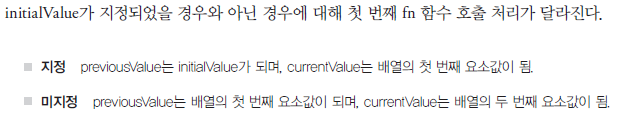 initialValue가 지정되었을 경우와 아닌 경우에 대해 첫 번째 fn 함수 호출 처리가 달라진다.
지정 previousValue는 initialValue가 되며, currentValue는 배열의 첫 번째 요소값이 됨.
미지정 previousValue는 배열의 첫 번째 요소값이 되며, currentValue는 배열의 두 번째 요소값이 됨.